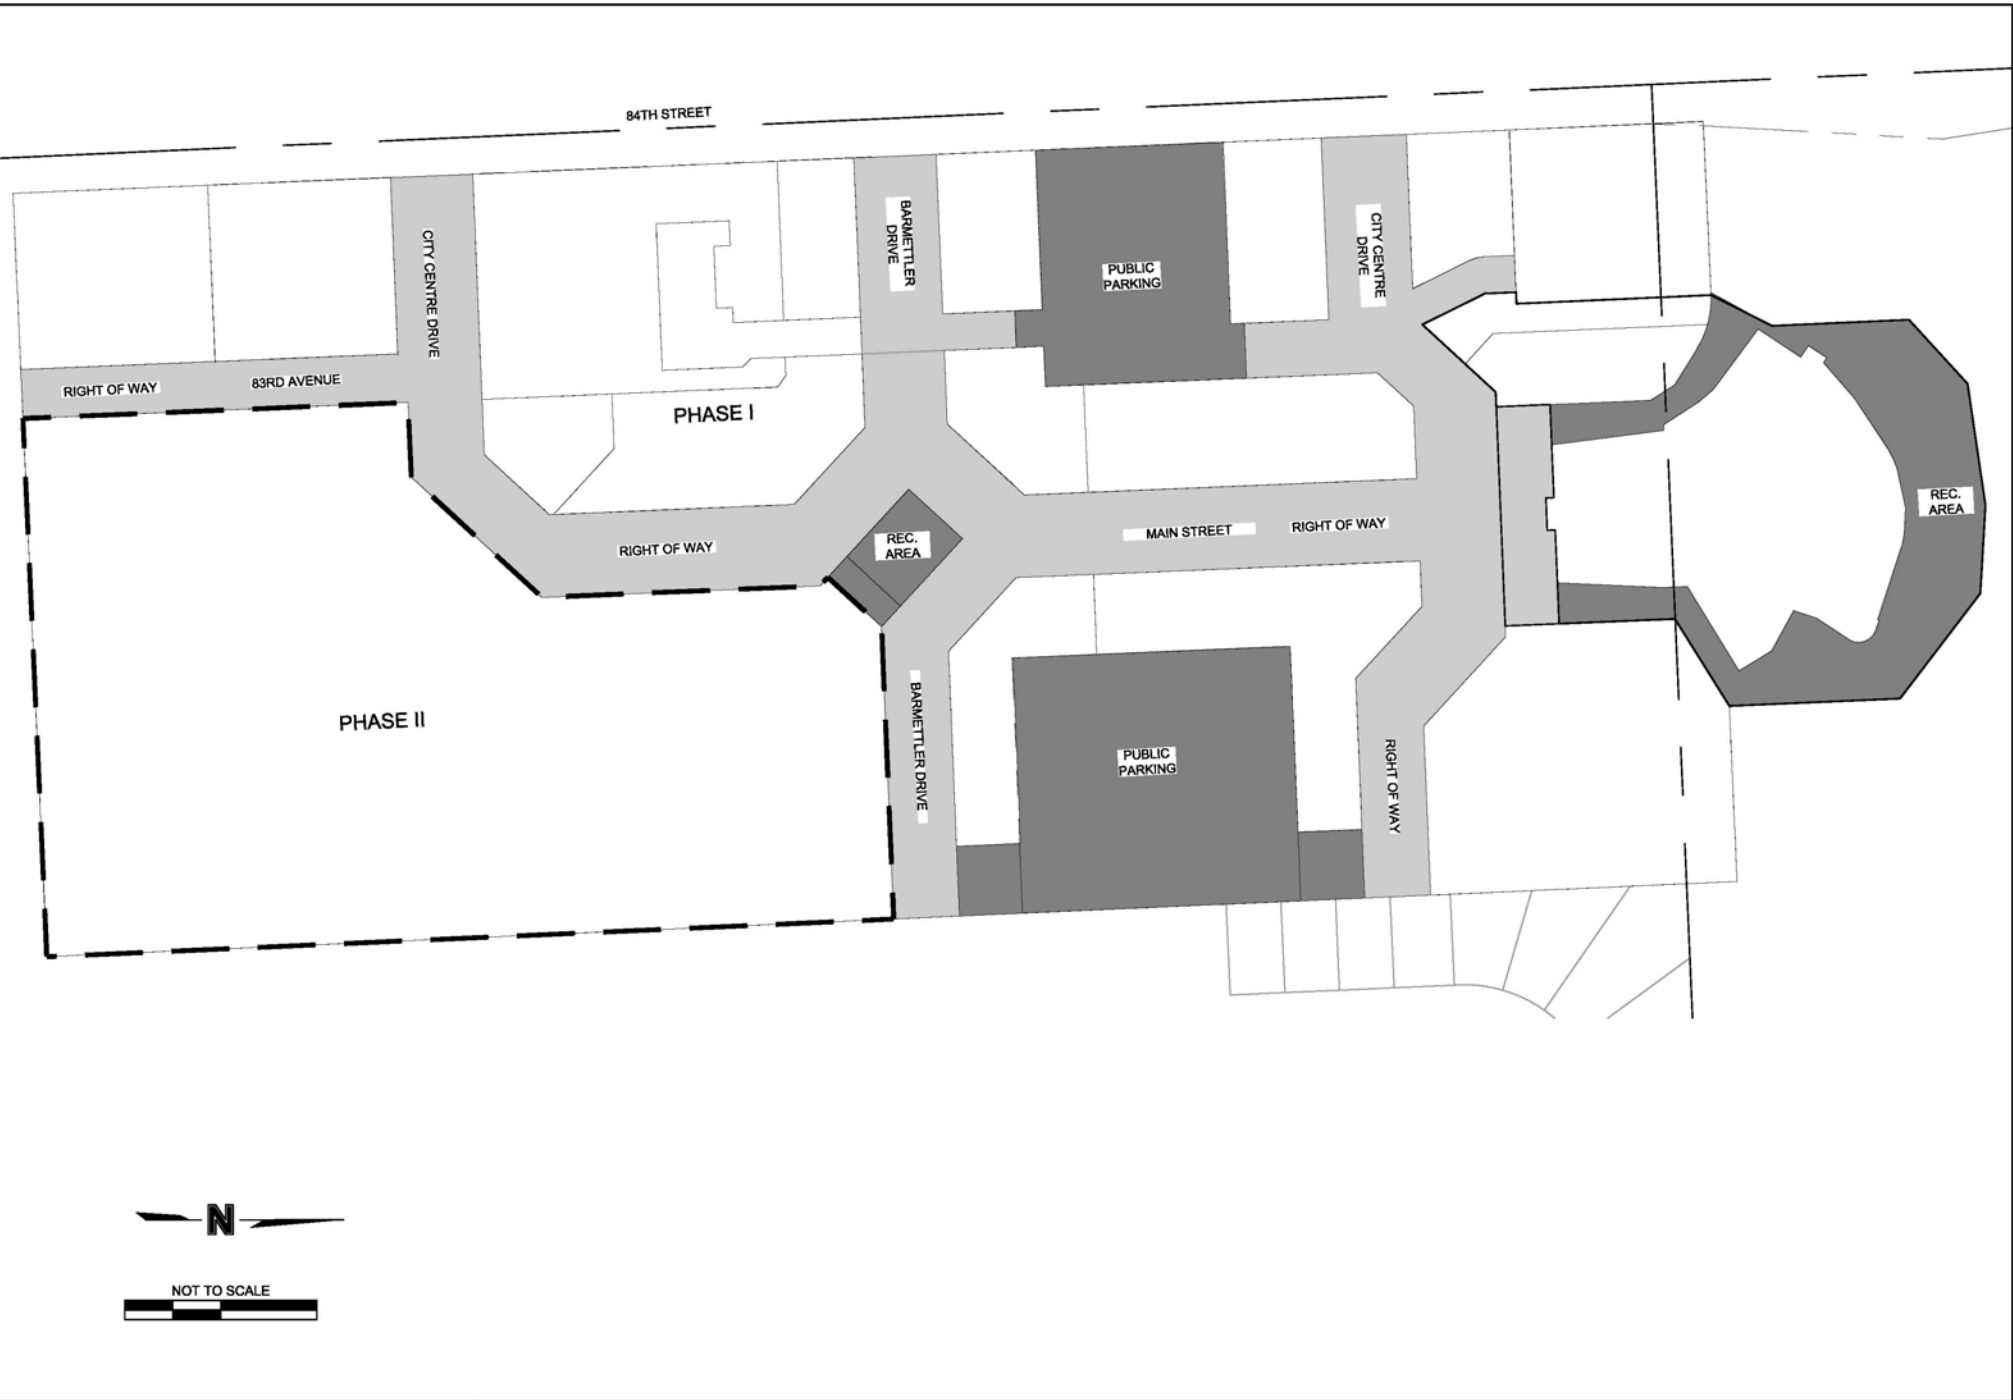 84TH STREET
CITY CENTRE DRIVE
BARMETTLER
DRIVE
PUBLIC
PARKING
CITY CENTRE
DRIVE
RIGHT OF WAY
83RD AVENUE
PHASE I
RIGHT OF WAY
REC.
AREA
MAIN STREET
RIGHT OF WAY
REC.
AREA
PHASE II
BARMETTLER DRIVE
PUBLIC
PARKING
RIGHT OF WAY
N
NOT TO SCALE